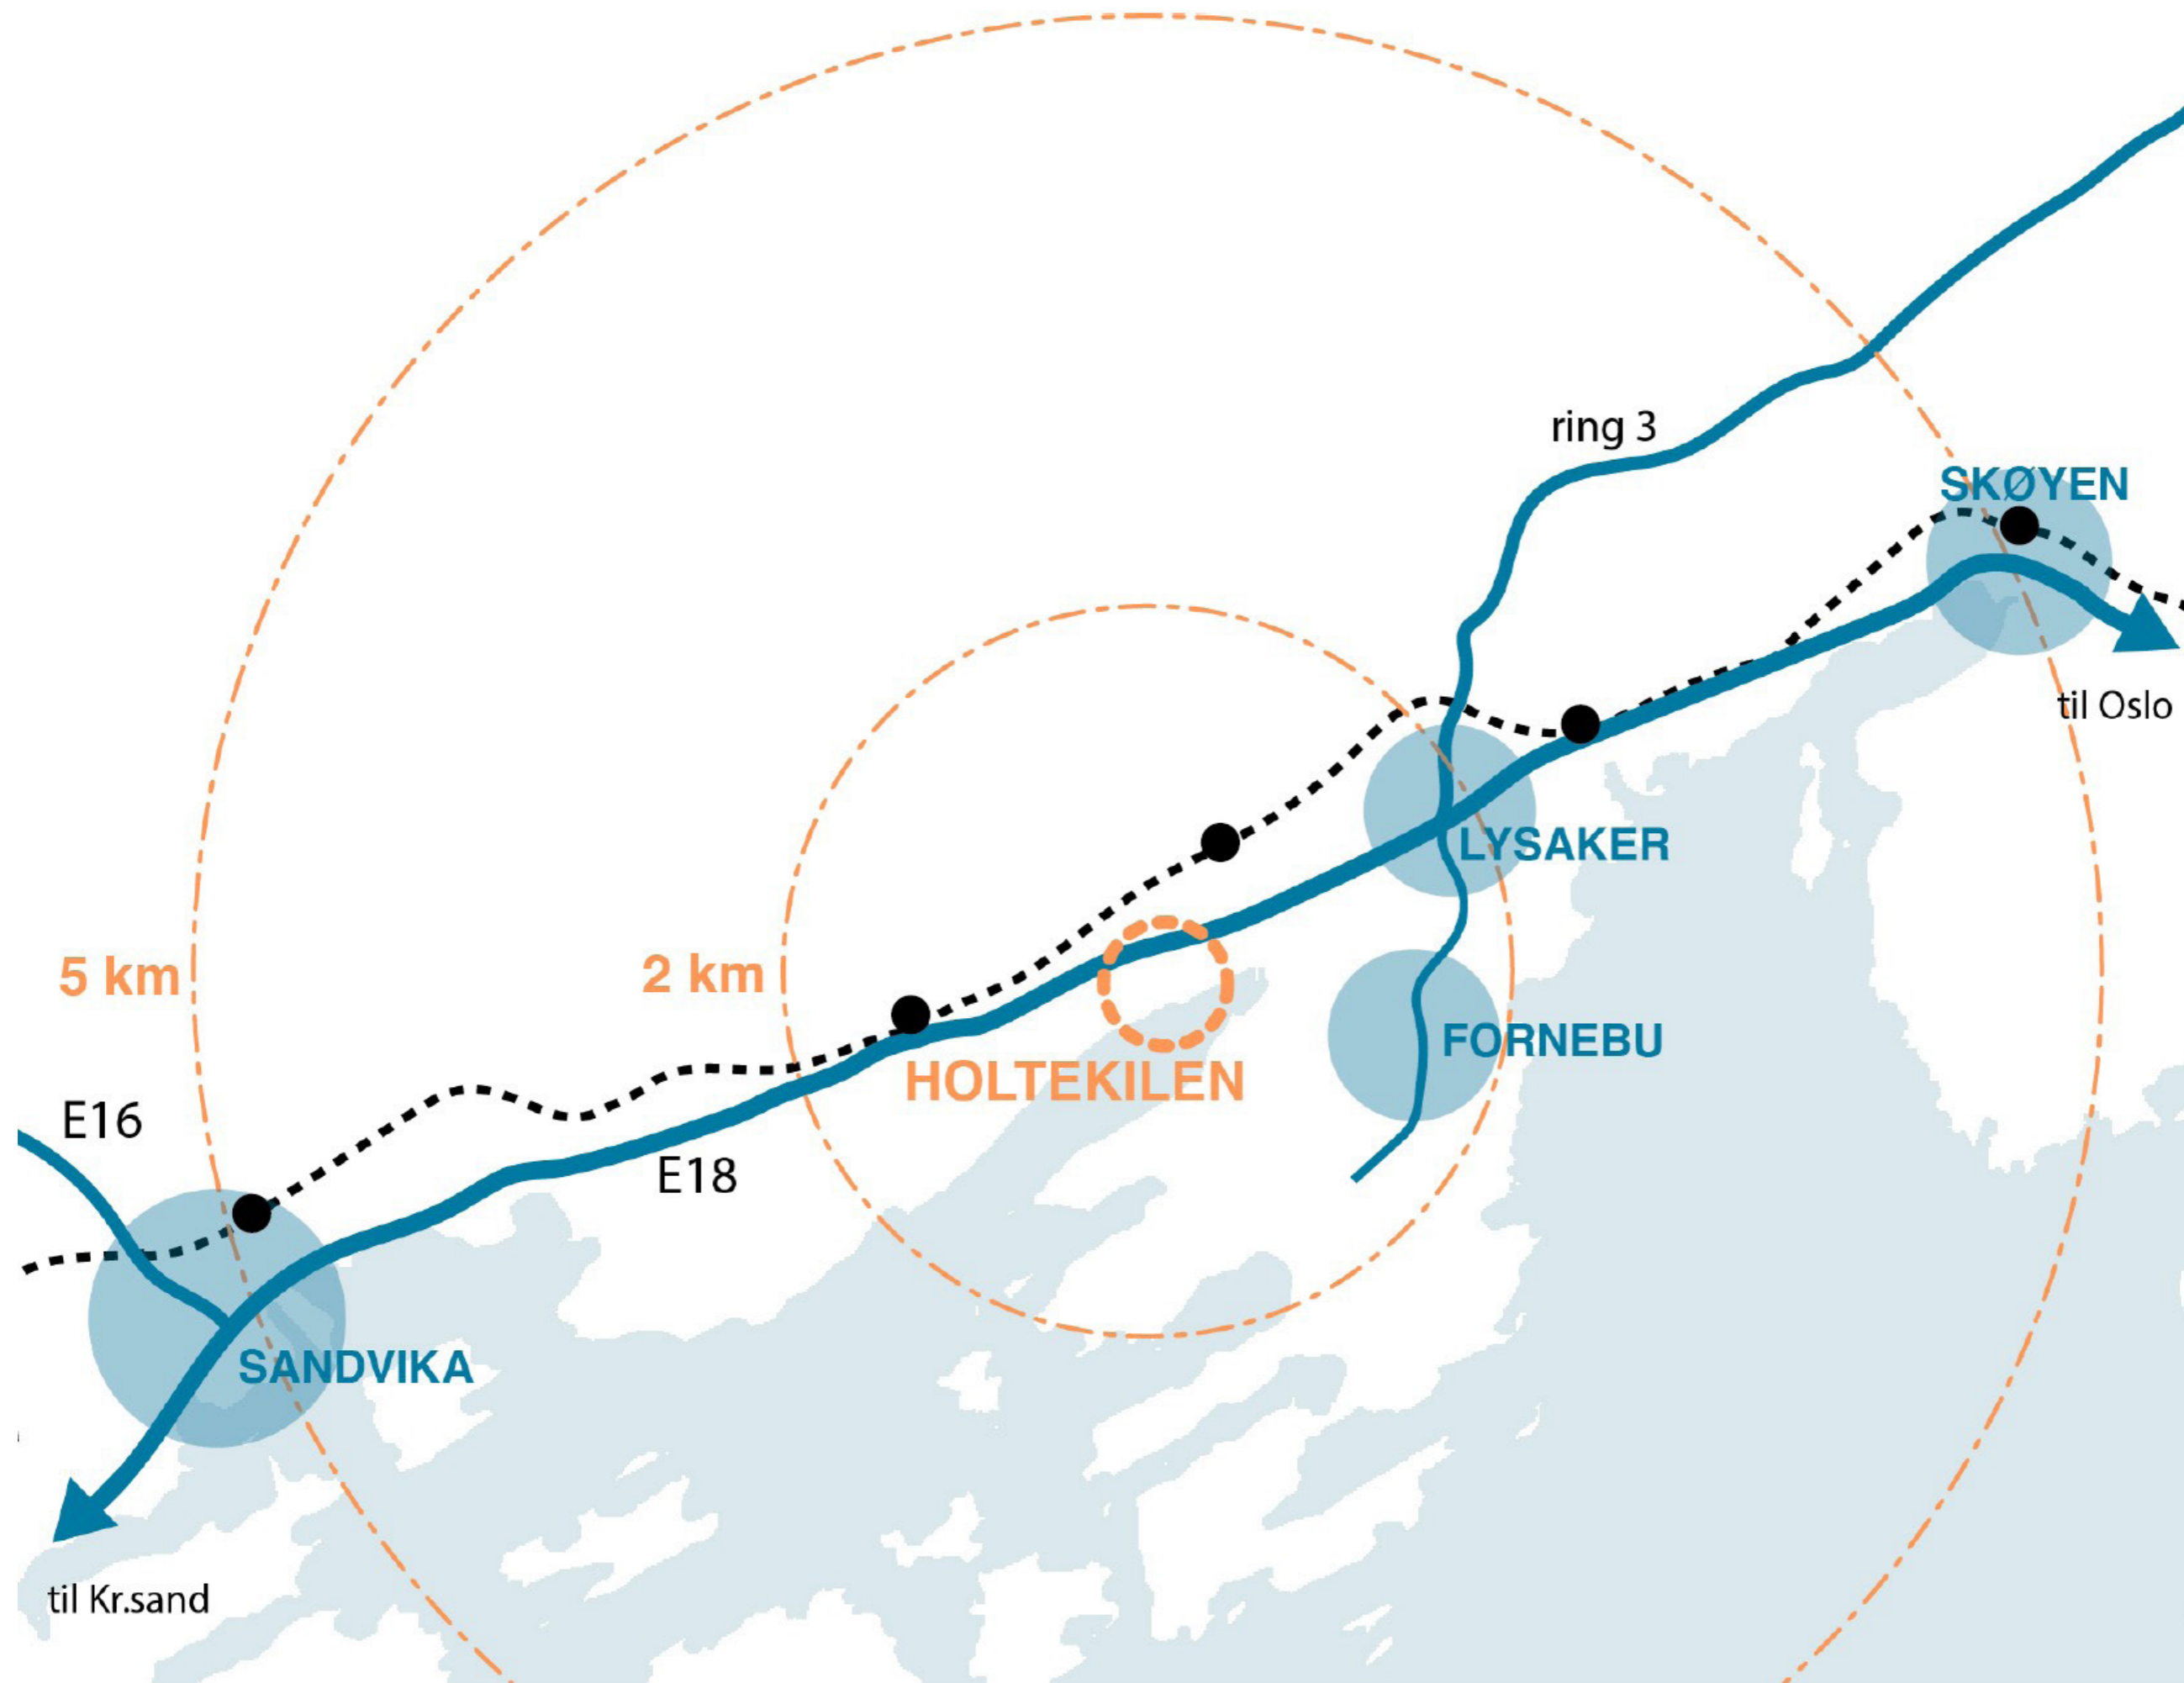 ring 3
SKØYEN
til Oslo
LYSAKER
5 km
2 km
FORNEBU
HOLTEKILEN
E16
E18
SANDVIKA
til Kr.sand